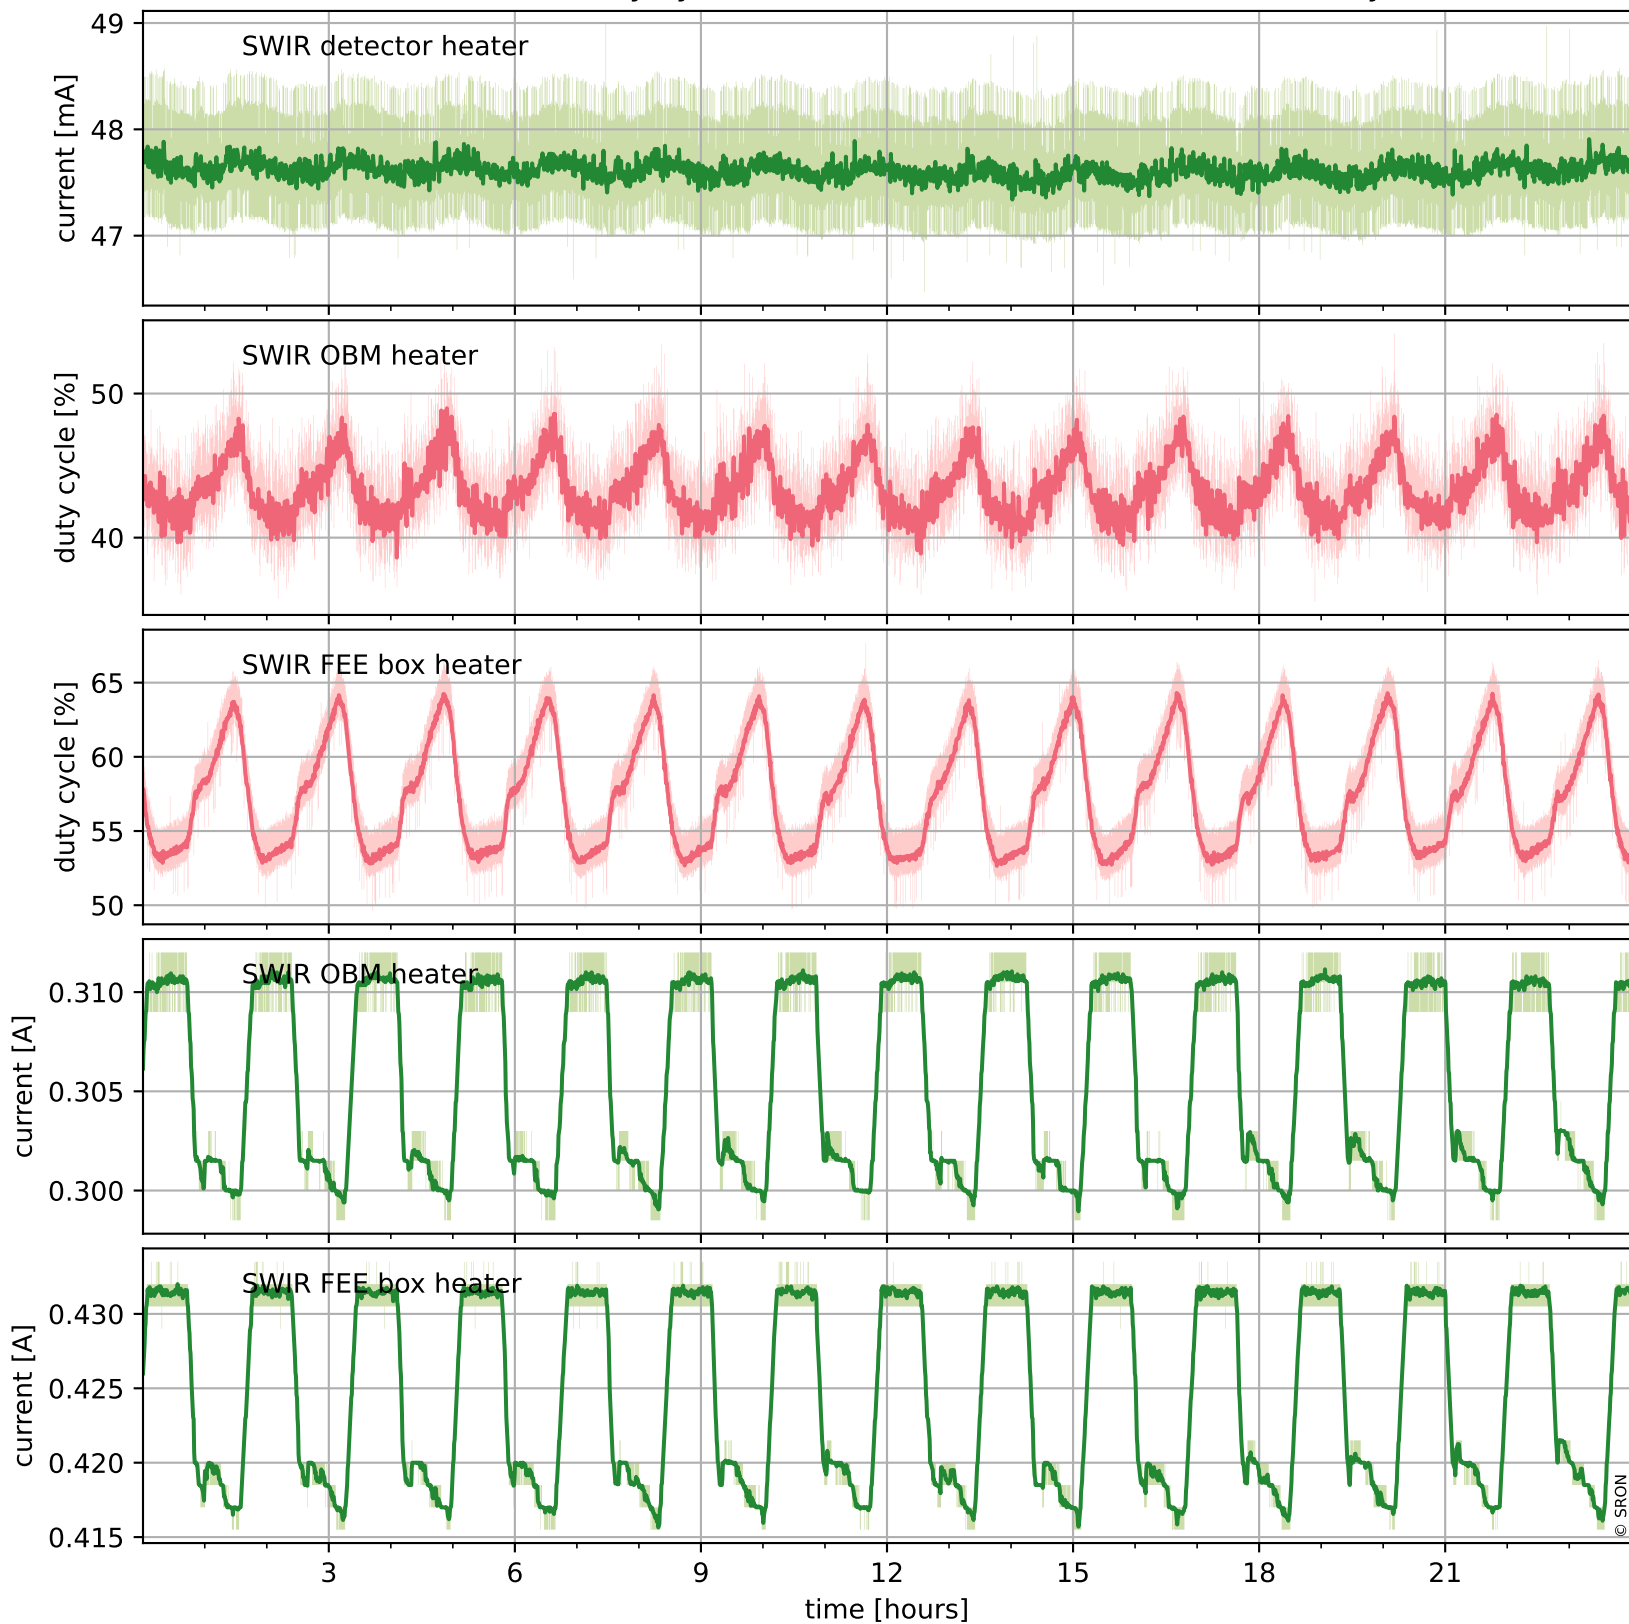 SWIR detector heater
current [mA]
49
48
47
SWIR OBM heater
duty cycle [%]
50
40
SWIR FEE box heater
duty cycle [%]
65
60
55
50
SWIR OBM heater
current [A]
0.310
0.305
0.300
SWIR FEE box heater
current [A]
0.430
0.425
0.420
0.415
© SRON
3 6 9 12 15 18 21
time [hours]